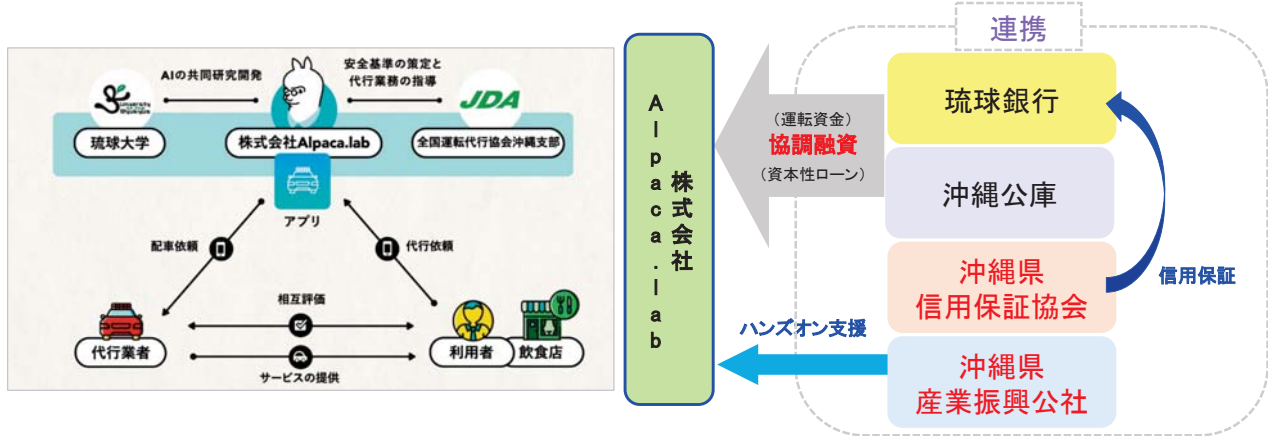 AIの共同研究開発
安全基準の策定と
代行業務の指導
JDA
琉球大学
株式会社Alpaca.lab
全国運転代行協会沖縄支部
アプリ
配車依頼
代行依頼
相互評価
代行業者
利用者
飲食店
サービスの提供
株式会社
Alpaca.lab
連携
(運転資金)
協調融資
(資本性ローン)
琉球銀行
沖縄公庫
沖縄県
信用保証協会
信用保証
ハンズオン支援
沖縄県
産業振興公社